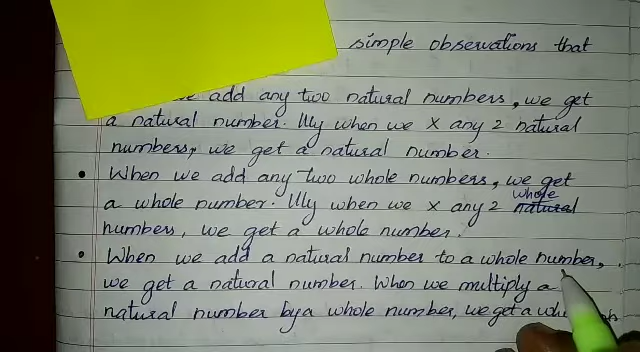 simple observations that
add any two natural numbers, we get
a natural number. Illy when we x any 2 natural
numbers, we get a natural number.
• When we add any two whole numbers, we get
a whole number. Illy when we x any 2 whole natural
numbers, we get a whole number.
• When we add a natural number to a whole number,
we get a natural number. When we multiply a
natural number by a whole number, we get a